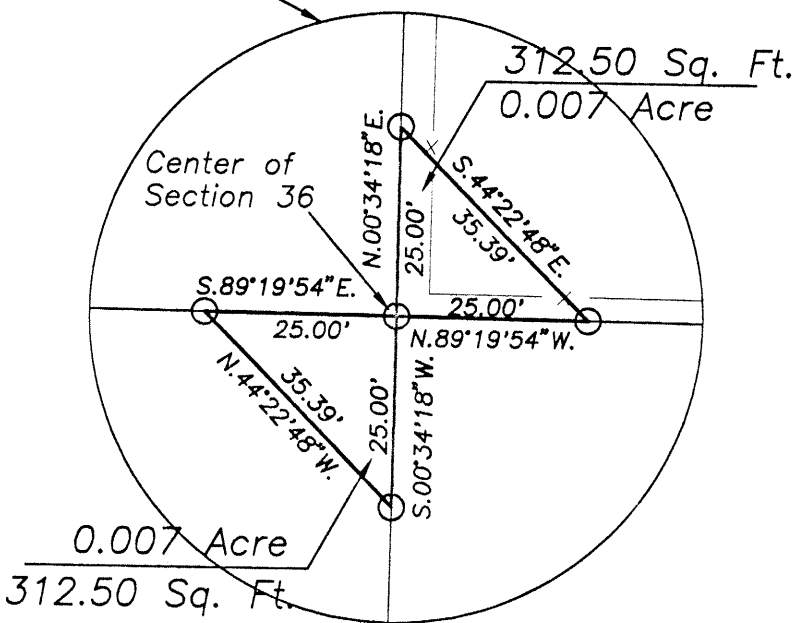 312.50 Sq. Ft.
0.007 Acre
Center of
Section 36
N.00°34'18"E.
25.00'
S.44°22'48"E.
35.39'
S.89°19'54"E.
25.00'
25.00'
N.89°19'54"W.
35.39'
N.44°22'48"W.
25.00'
S.00°34'18"W.
0.007 Acre
312.50 Sq. Ft.